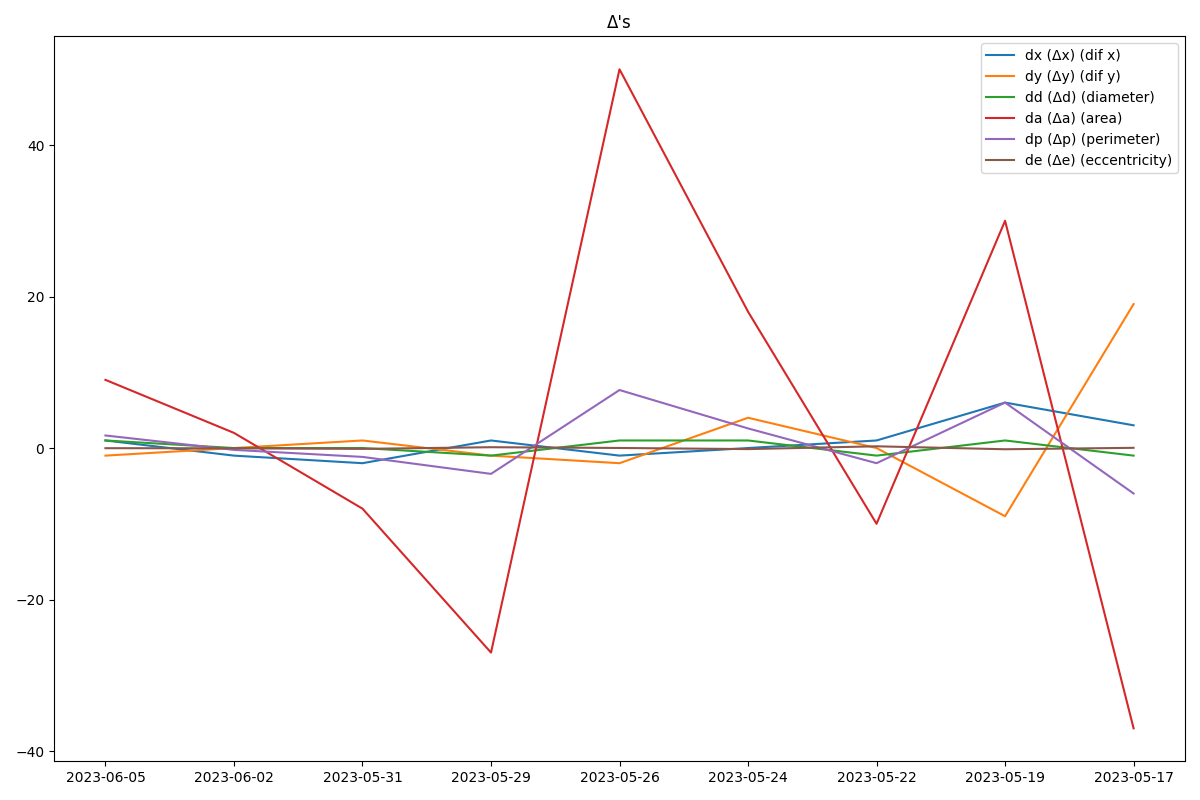 Δ's
dx (Δx) (dif x)
dy (Δy) (dif y)
dd (Δd) (diameter)
da (Δa) (area)
dp (Δp) (perimeter)
de (Δe) (eccentricity)
40
20
0
−20
−40
2023-06-05 2023-06-02 2023-05-31 2023-05-29 2023-05-26 2023-05-24 2023-05-22 2023-05-19 2023-05-17